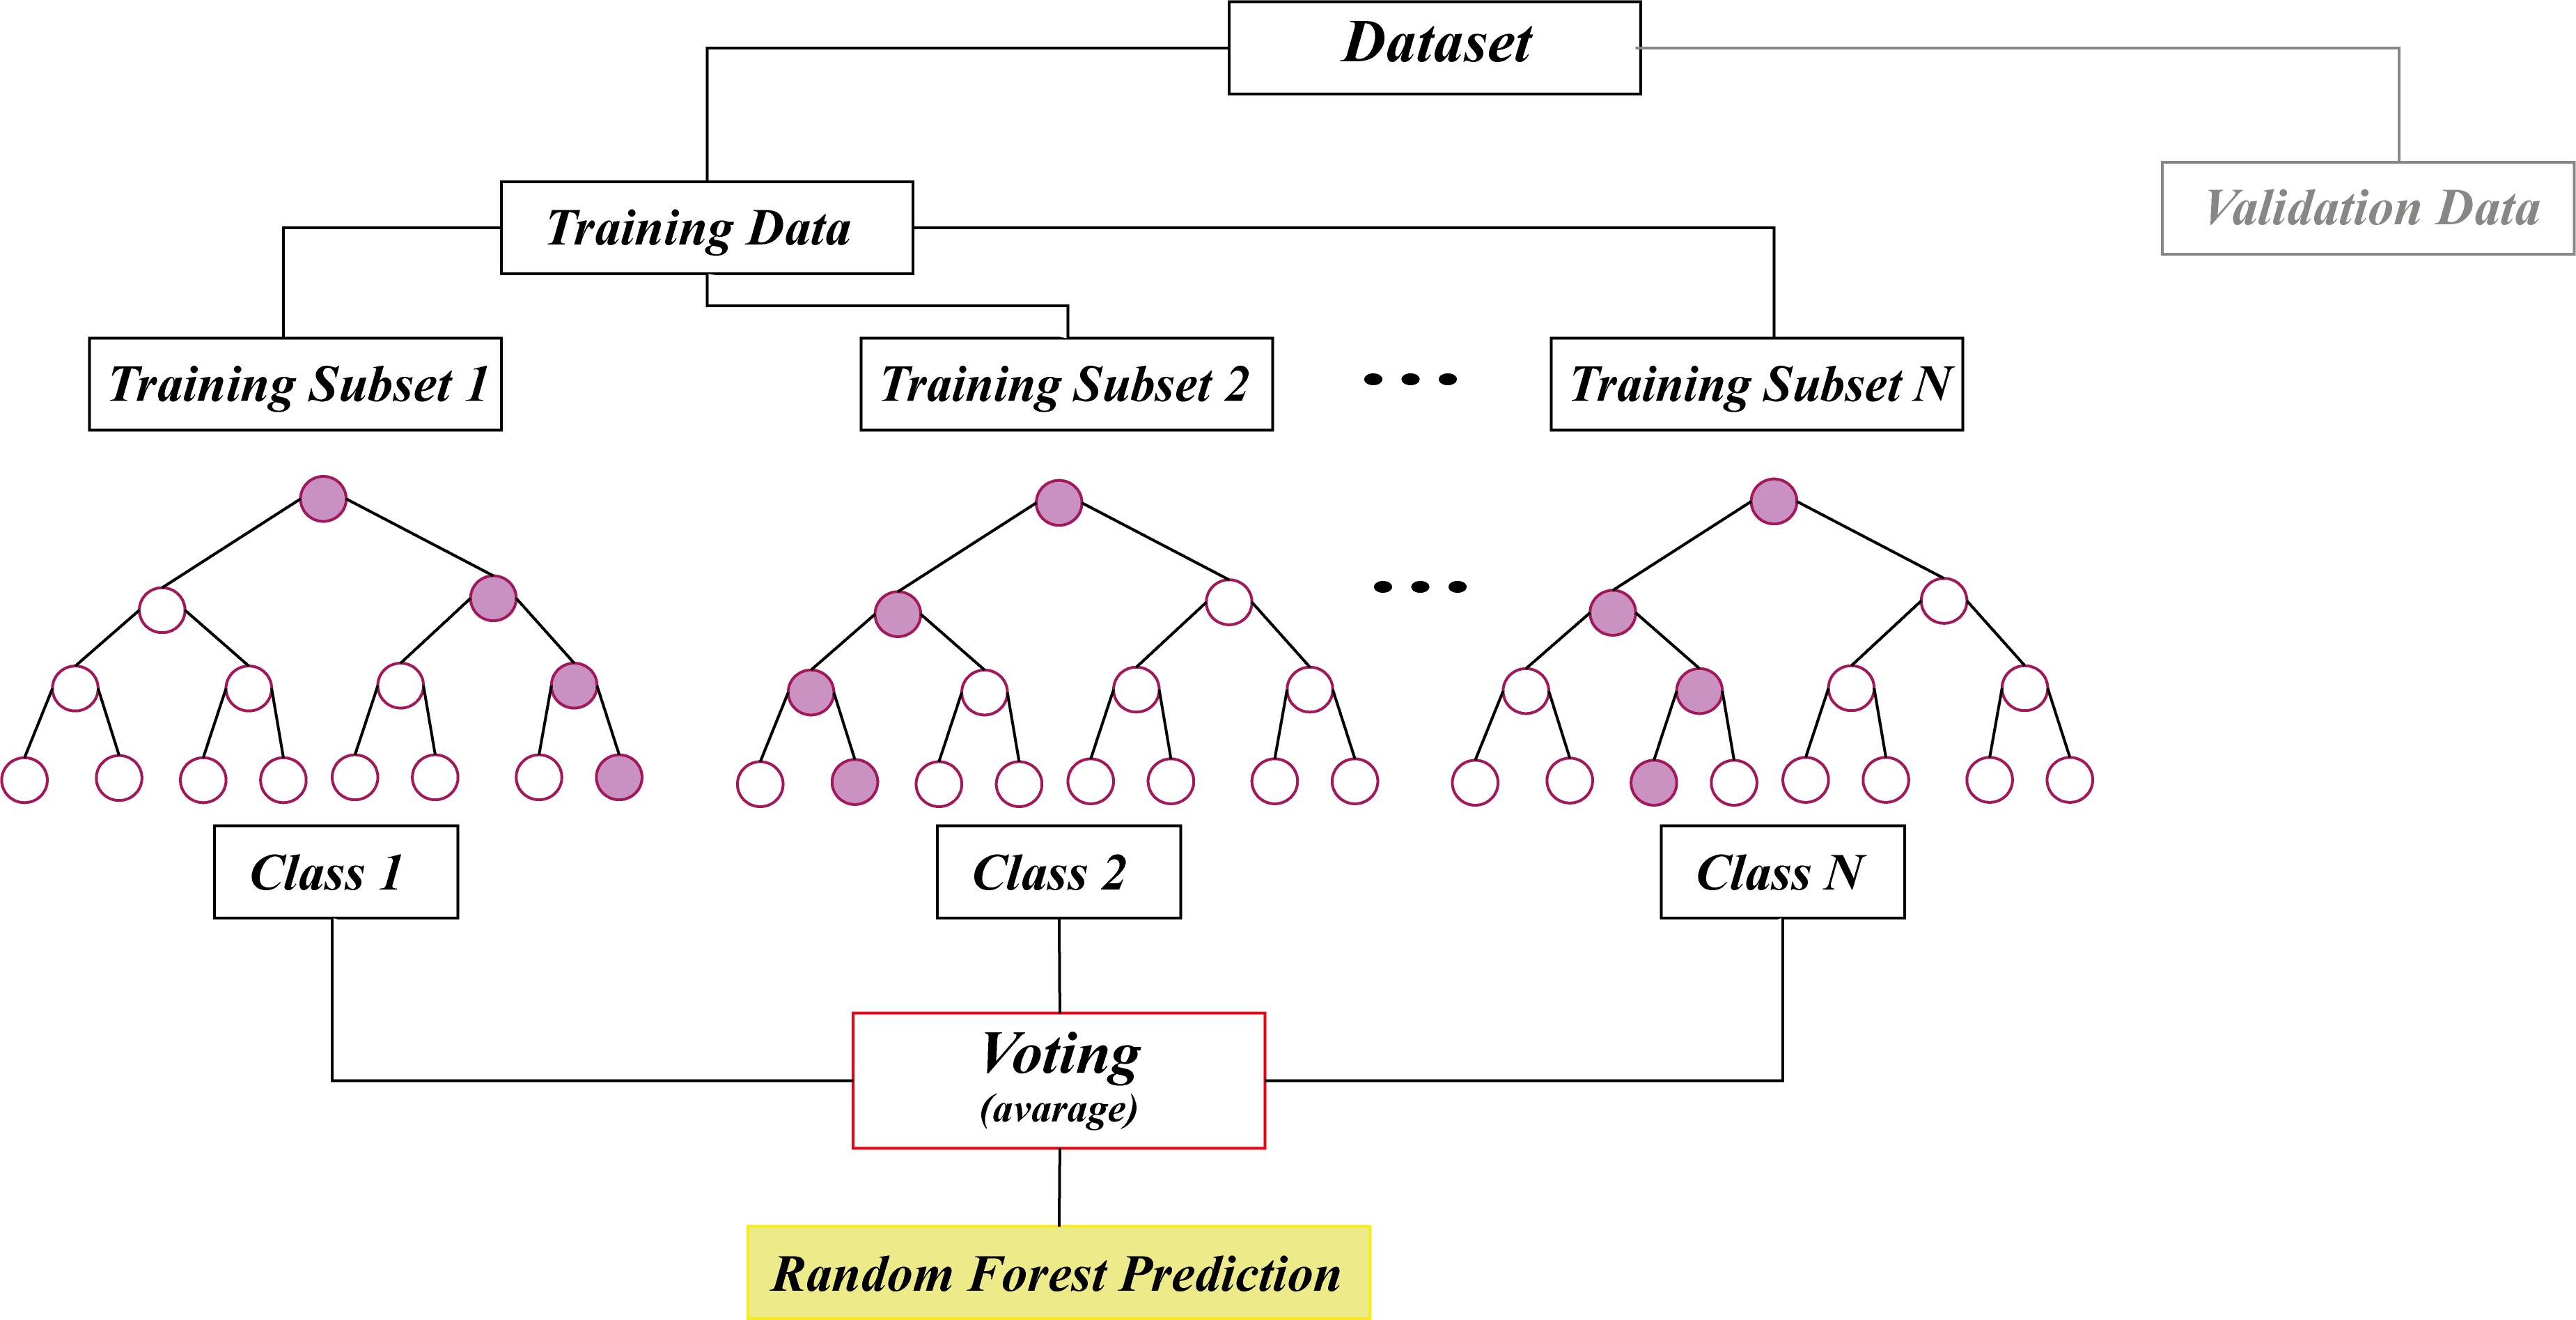 Dataset
Training Data
Validation Data
Training Subset 1
Training Subset 2
Training Subset N
Class 1
Class 2
Class N
Voting
(avarage)
Random Forest Prediction